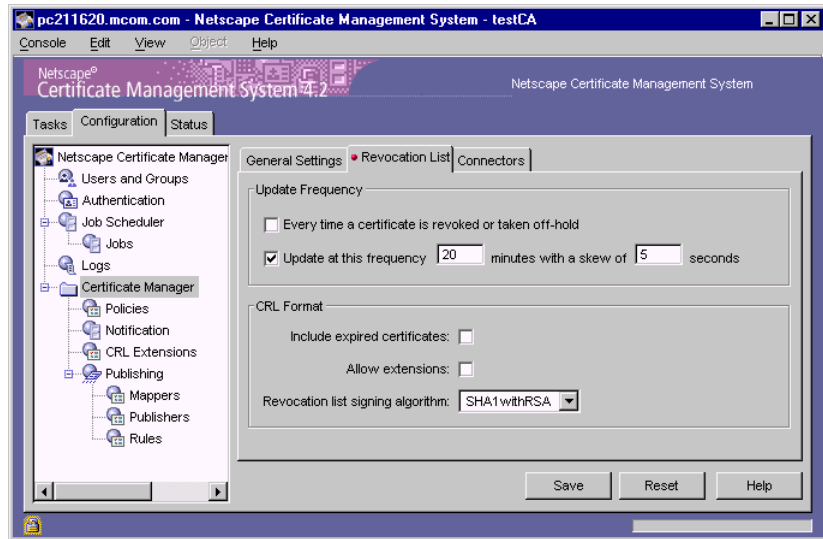 pc211620.mcom.com - Netscape Certificate Management System - testCA
Console Edit View Object Help
Netscape®
Certificate Management System 4.2
Netscape Certificate Management System
Tasks Configuration Status
Netscape Certificate Manager
Users and Groups
Authentication
Job Scheduler
Jobs
Logs
Certificate Manager
Policies
Notification
CRL Extensions
Publishing
Mappers
Publishers
Rules
General Settings Revocation List Connectors
Update Frequency
Every time a certificate is revoked or taken off-hold
Update at this frequency 20 minutes with a skew of 5 seconds
CRL Format
Include expired certificates:
Allow extensions:
Revocation list signing algorithm: SHA1withRSA
Save Reset Help